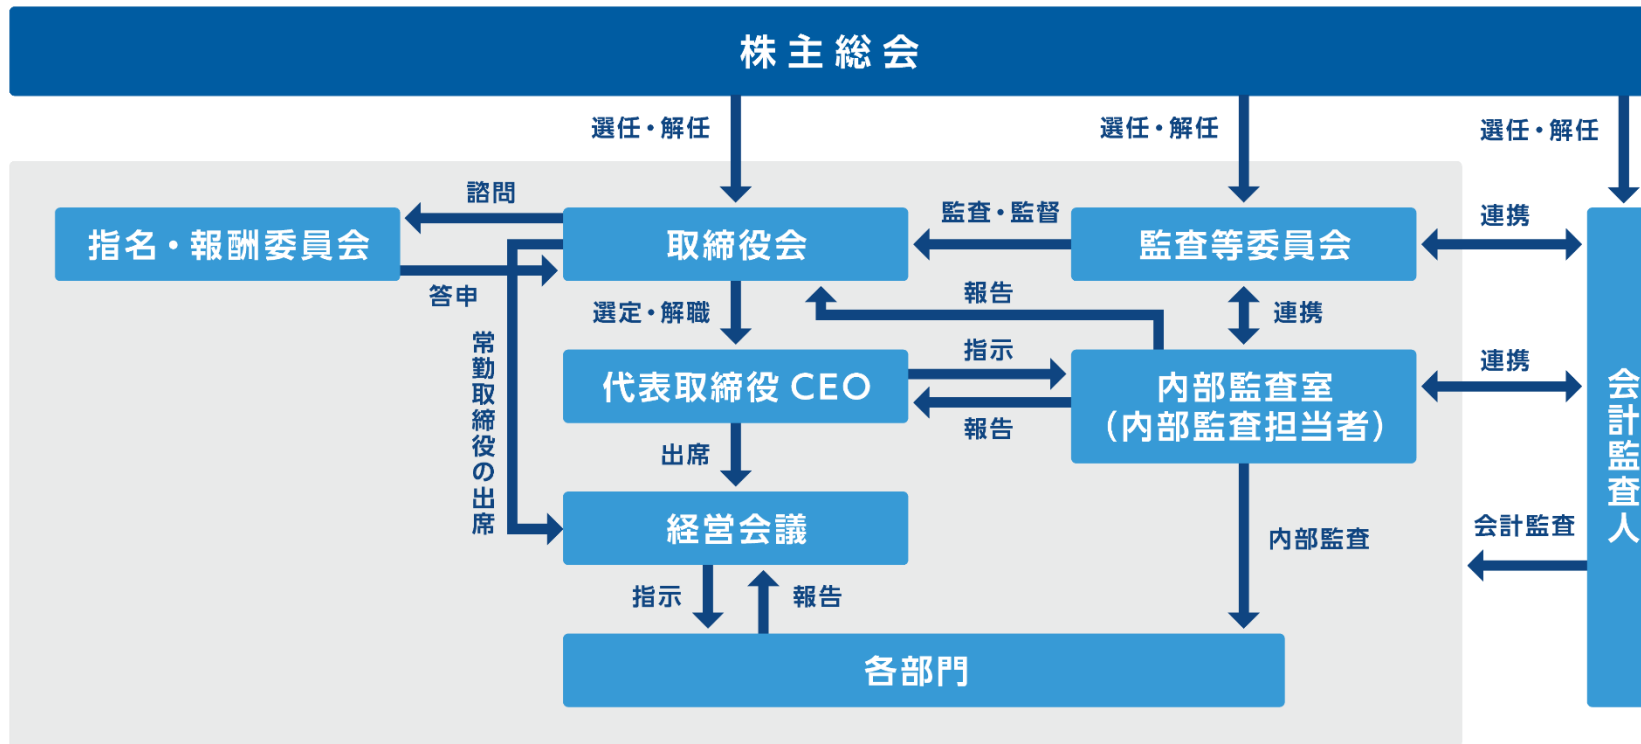 株主総会
選任・解任
選任・解任
選任・解任
諮問
指名・報酬委員会
取締役会
監査・監督
監査等委員会
連携
答申
選定・解職
報告
連携
常勤取締役の出席
代表取締役 CEO
指示
報告
内部監査室
（内部監査担当者）
連携
会計監査人
出席
経営会議
内部監査
会計監査
指示
報告
各部門